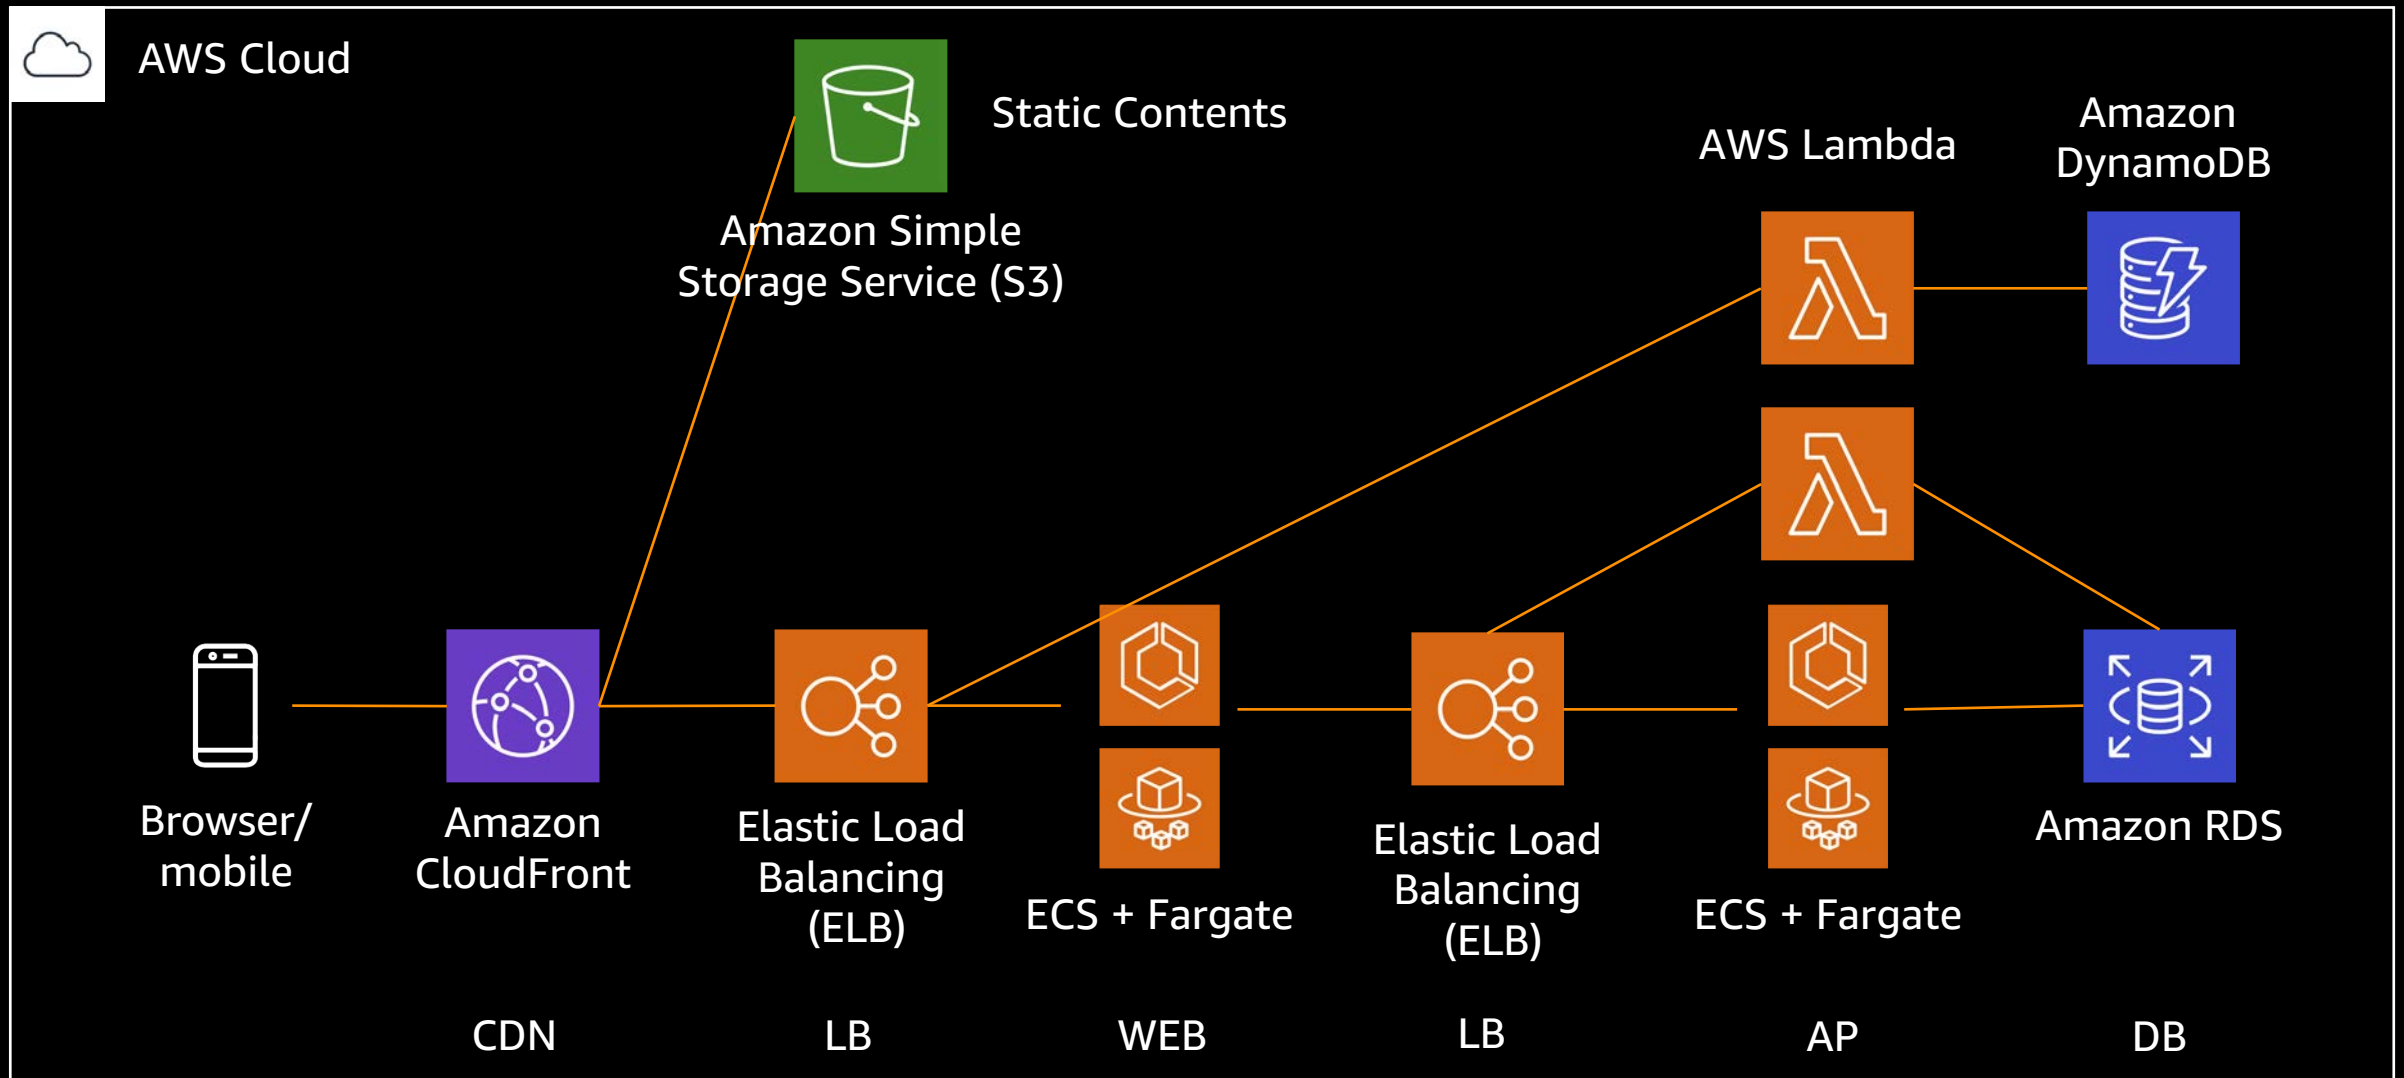 AWS Cloud
Static Contents
Amazon Simple
Storage Service (S3)
AWS Lambda
Amazon
DynamoDB
Browser/
mobile
Amazon
CloudFront
Elastic Load
Balancing
(ELB)
ECS + Fargate
Elastic Load
Balancing
(ELB)
ECS + Fargate
Amazon RDS
CDN
LB
WEB
LB
AP
DB